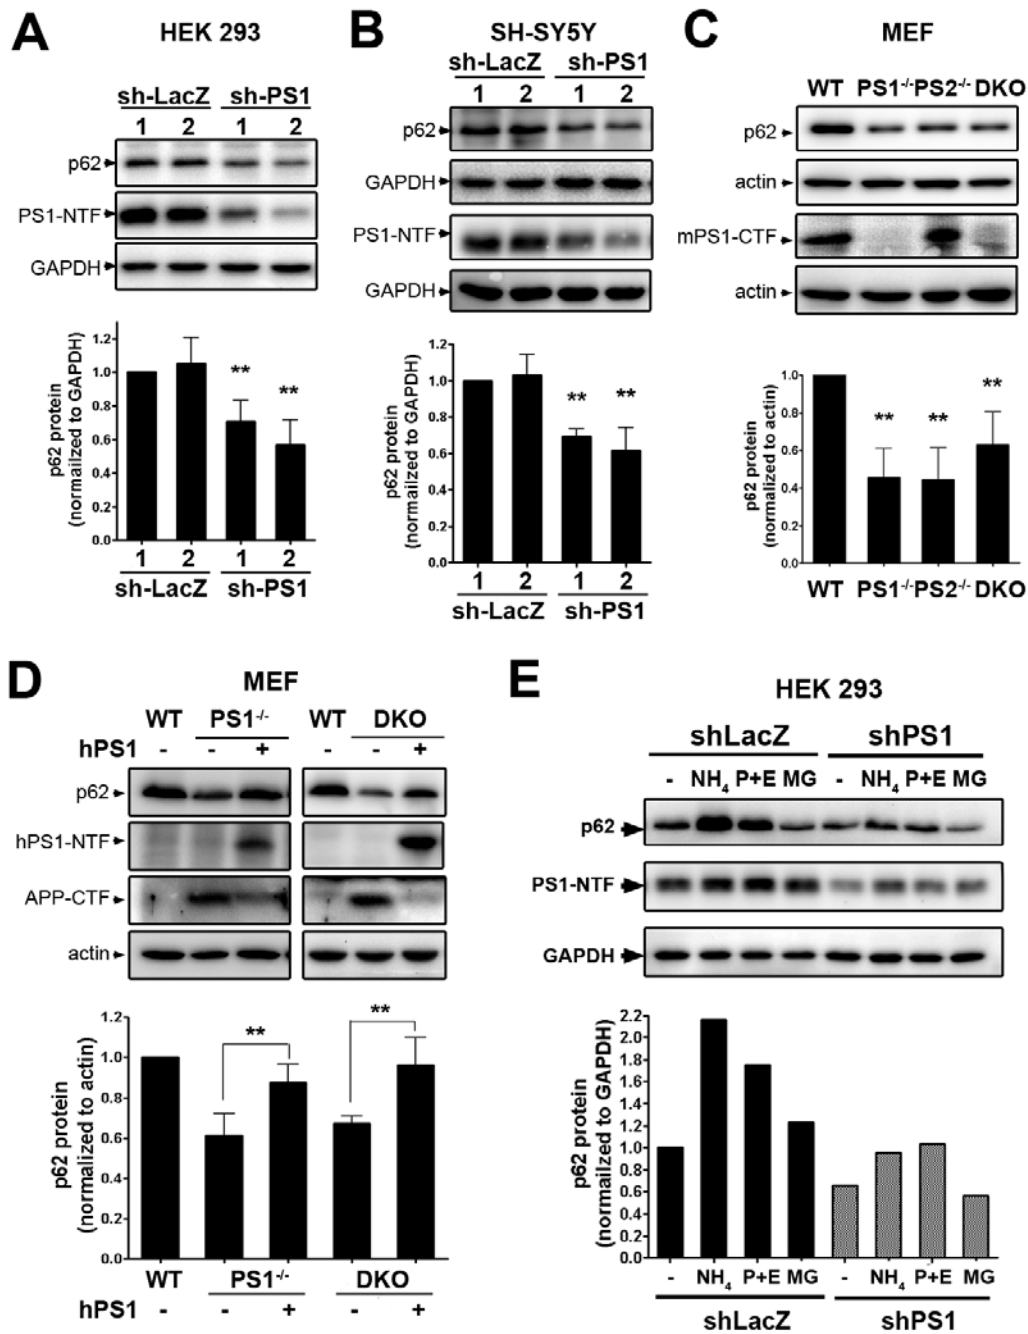 A
HEK 293
sh-LacZ sh-PS1
1 2 1 2
p62
PS1-NTF
GAPDH
p62 protein
(normailzed to GAPDH)
1.2
1.0
0.8
0.6
0.4
0.2
0.0
1 2 1 2
sh-LacZ sh-PS1
** **
B
SH-SY5Y
sh-LacZ sh-PS1
1 2 1 2
p62
GAPDH
PS1-NTF
GAPDH
p62 protein
(normailzed to GAPDH)
1.2
1.0
0.8
0.6
0.4
0.2
0.0
** **
1 2 1 2
sh-LacZ sh-PS1
C
MEF
WT PS1-/- PS2-/- DKO
p62
actin
mPS1-CTF
actin
p62 protein
(normalized to actin)
1.0
0.8
0.6
0.4
0.2
0.0
** ** **
WT PS1-/- PS2-/- DKO
D
MEF
WT PS1-/- WT DKO
hPS1 - - + - - +
p62
hPS1-NTF
APP-CTF
actin
p62 protein
(normalized to actin)
1.2
1.0
0.8
0.6
0.4
0.2
0.0
** **
WT PS1-/- DKO
hPS1 - - + - +
E
HEK 293
shLacZ shPS1
- NH4 P+E MG - NH4 P+E MG
p62
PS1-NTF
GAPDH
p62 protein
(normailzed to GAPDH)
2.2
2.0
1.8
1.6
1.4
1.2
1.0
0.8
0.6
0.4
0.2
0.0
- NH4 P+E MG - NH4 P+E MG
shLacZ shPS1